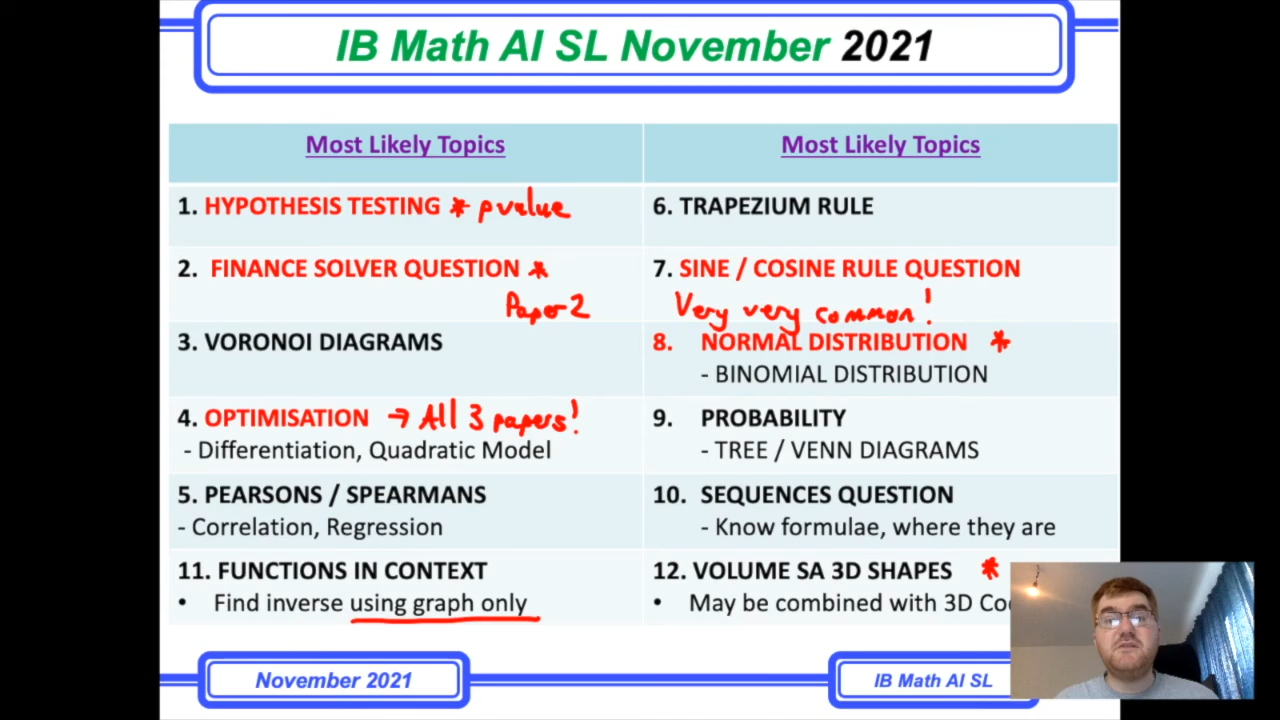 IB Math AI SL November 2021
Most Likely Topics
Most Likely Topics
1. HYPOTHESIS TESTING * p value
6. TRAPEZIUM RULE
2. FINANCE SOLVER QUESTION *
Paper 2
7. SINE / COSINE RULE QUESTION
Very very common!
3. VORONOI DIAGRAMS
8. NORMAL DISTRIBUTION *
- BINOMIAL DISTRIBUTION
4. OPTIMISATION → All 3 papers!
- Differentiation, Quadratic Model
9. PROBABILITY
- TREE / VENN DIAGRAMS
5. PEARSONS / SPEARMANS
- Correlation, Regression
10. SEQUENCES QUESTION
- Know formulae, where they are
11. FUNCTIONS IN CONTEXT
• Find inverse using graph only
12. VOLUME SA 3D SHAPES *
• May be combined with 3D
November 2021
IB Math AI SL